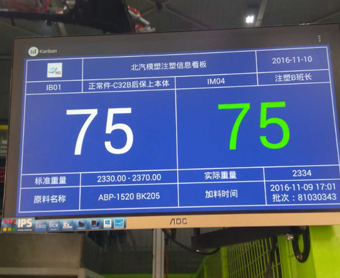 Kanban
北汽模塑注塑信息看板 2016-11-10
IB01 正常件-C32B后保上本体 IM04 注塑B班长
75 75
标准重量 2330.00 - 2370.00 实际重量 2334
原料名称 ABP-1520 BK205 加料时间 2016-11-09 17:01
批次：81030343
IPS
AOC